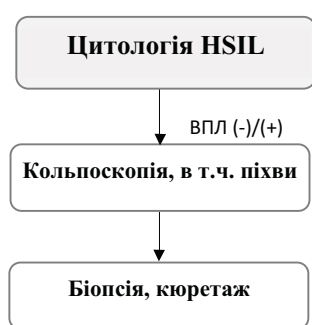 Цитологія HSIL
ВПЛ (-)/(+)
Кольпоскопія, в т.ч. піхви
Біопсія, кюретаж